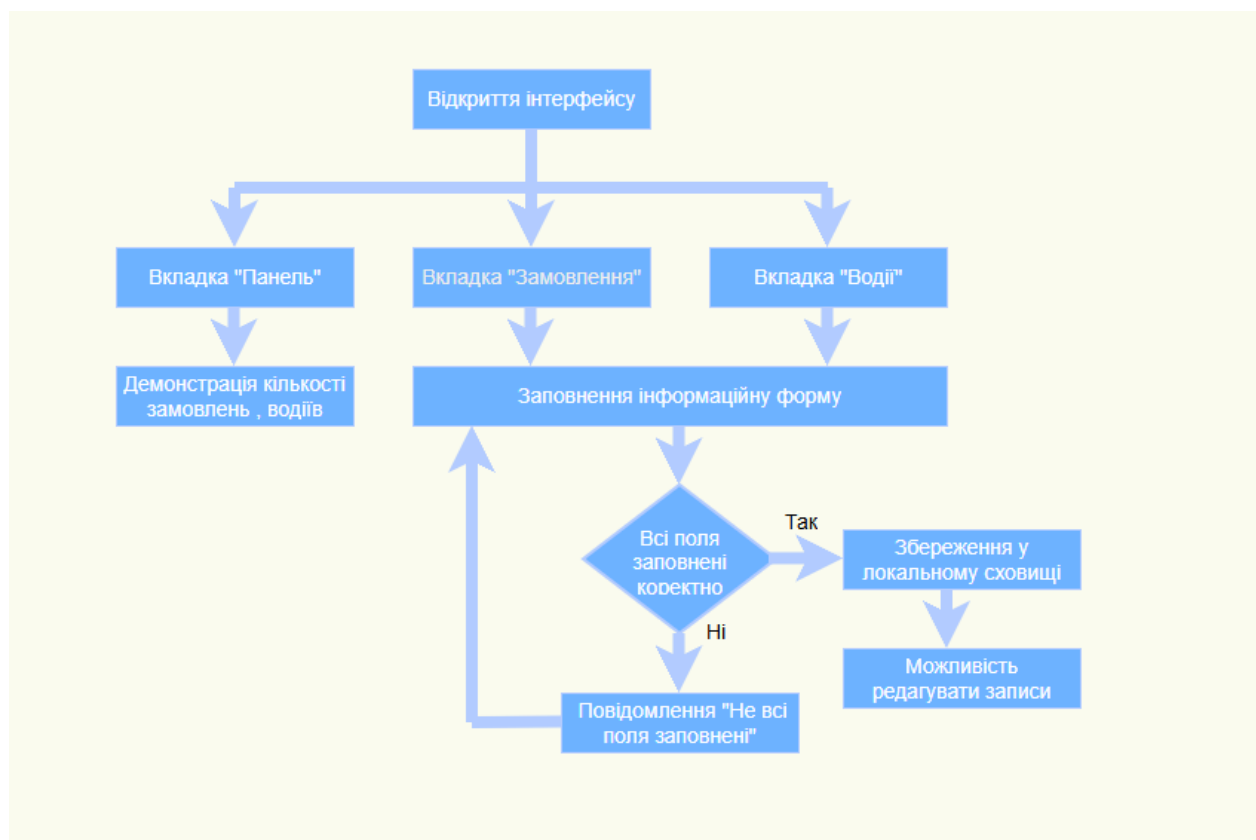 Відкриття інтерфейсу
Вкладка "Панель"
Вкладка "Замовлення"
Вкладка "Водії"
Демонстрація кількості
замовлень , водіїв
Заповнення інформаційну форму
Всі поля
заповнені
коректно
Так
Збереження у
локальному сховищі
Ні
Можливість
редагувати записи
Повідомлення "Не всі
поля заповнені"